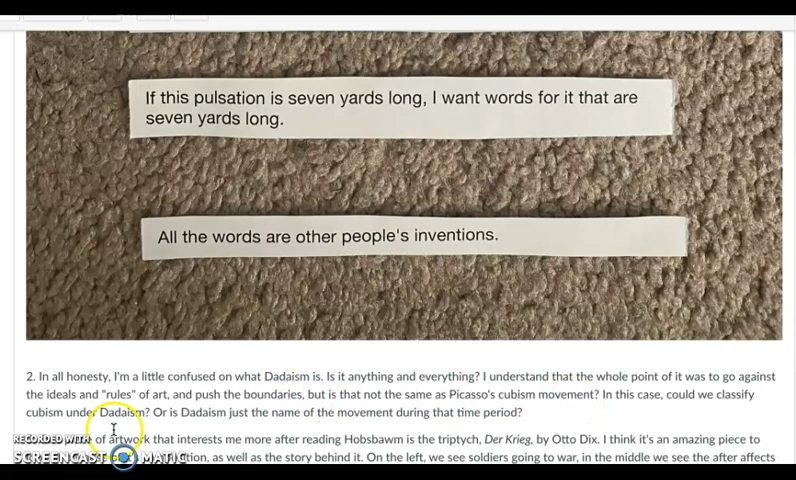 If this pulsation is seven yards long, I want words for it that are
seven yards long.
All the words are other people's inventions.
2. In all honesty, I'm a little confused on what Dadaism is. Is it anything and everything? I understand that the whole point of it was to go against
the ideals and "rules" of art, and push the boundaries, but is that not the same as Picasso's cubism movement? In this case, could we classify
cubism under Dadaism? Or is Dadaism just the name of the movement during that time period?
of artwork that interests me more after reading Hobsbawm is the triptych, Der Krieg, by Otto Dix. I think it's an amazing piece to
as well as the story behind it. On the left, we see soldiers going to war, in the middle we see the after affects
RECORDED WITH
SCREENCAST MATIC